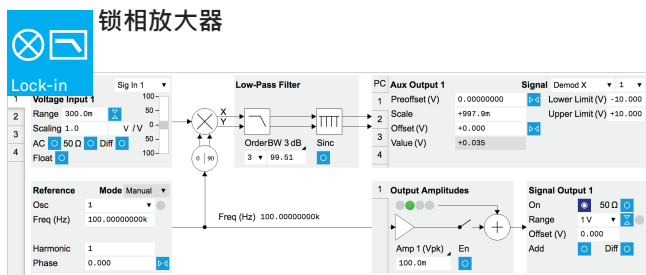 锁相放大器
Lock-in
Sig In 1
Voltage Input 1
Range 300.0m
Scaling 1.0 V / V
AC 50 Ω Diff
Float
100-
50 -
0 -
50 -
100-
1
2
3
4
X
Y
0 90
Low-Pass Filter
Order BW 3 dB Sinc
3 99.51
PC Aux Output 1 Signal Demod X 1
1 Preoffset (V) 0.00000000 Lower Limit (V) -10.000
2 Scale +997.9m Upper Limit (V) +10.000
3 Offset (V) +0.000
4 Value (V) +0.035
Reference Mode Manual
Osc 1
Freq (Hz) 100.00000000k
Harmonic 1
Phase 0.000
Freq (Hz) 100.00000000k
1 Output Amplitudes
Amp 1 (Vpk) En
100.0m
Signal Output 1
On 50 Ω
Range 1V
Offset (V) 0.000
Add Diff